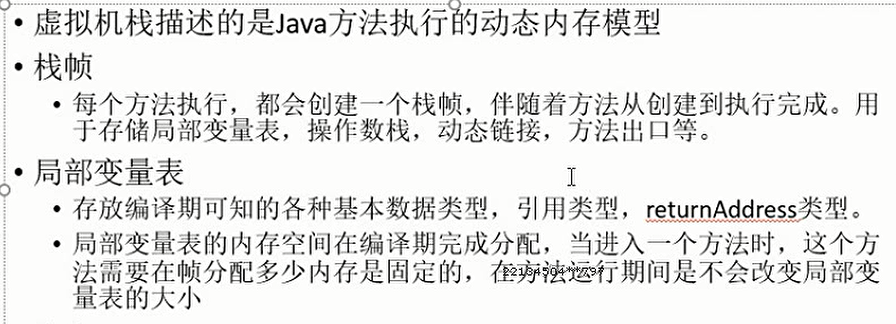 • 虚拟机栈描述的是Java方法执行的动态内存模型
• 栈帧
• 每个方法执行，都会创建一个栈帧，伴随着方法从创建到执行完成。用
于存储局部变量表，操作数栈，动态链接，方法出口等。
• 局部变量表
• 存放编译期可知的各种基本数据类型，引用类型，returnAddress类型。
• 局部变量表的内存空间在编译期完成分配，当进入一个方法时，这个方
法需要在帧分配多少内存是固定的，在方法运行期间是不会改变局部变
量表的大小